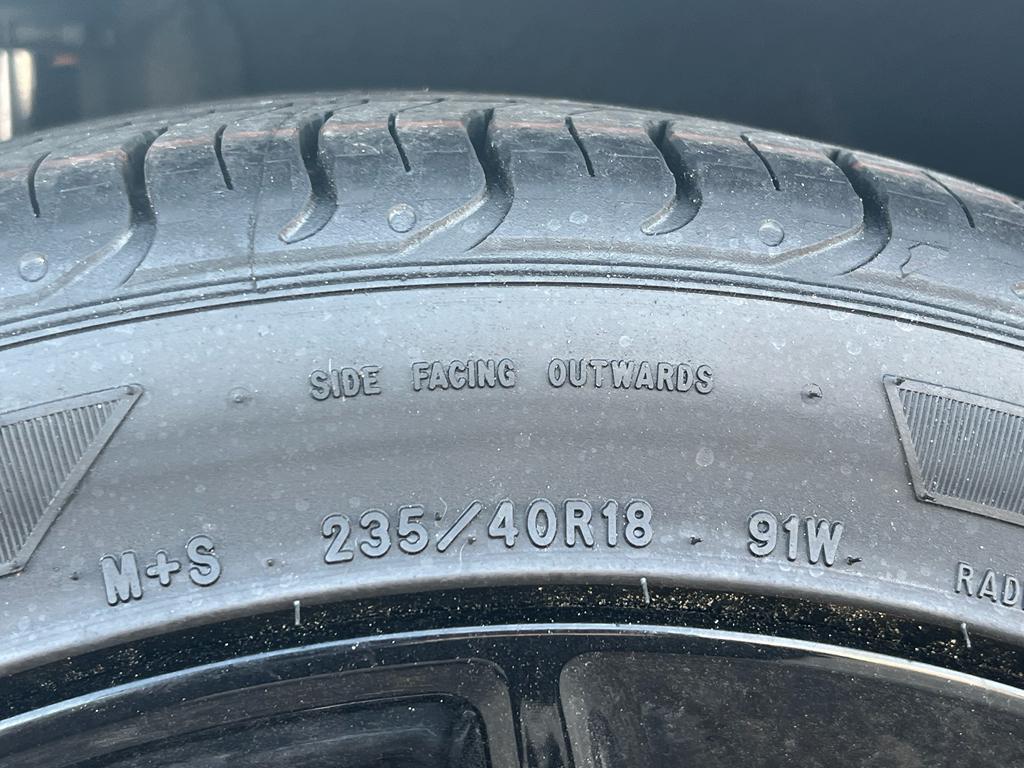 SIDE FACING OUTWARDS
M+S 235/40R18 91W